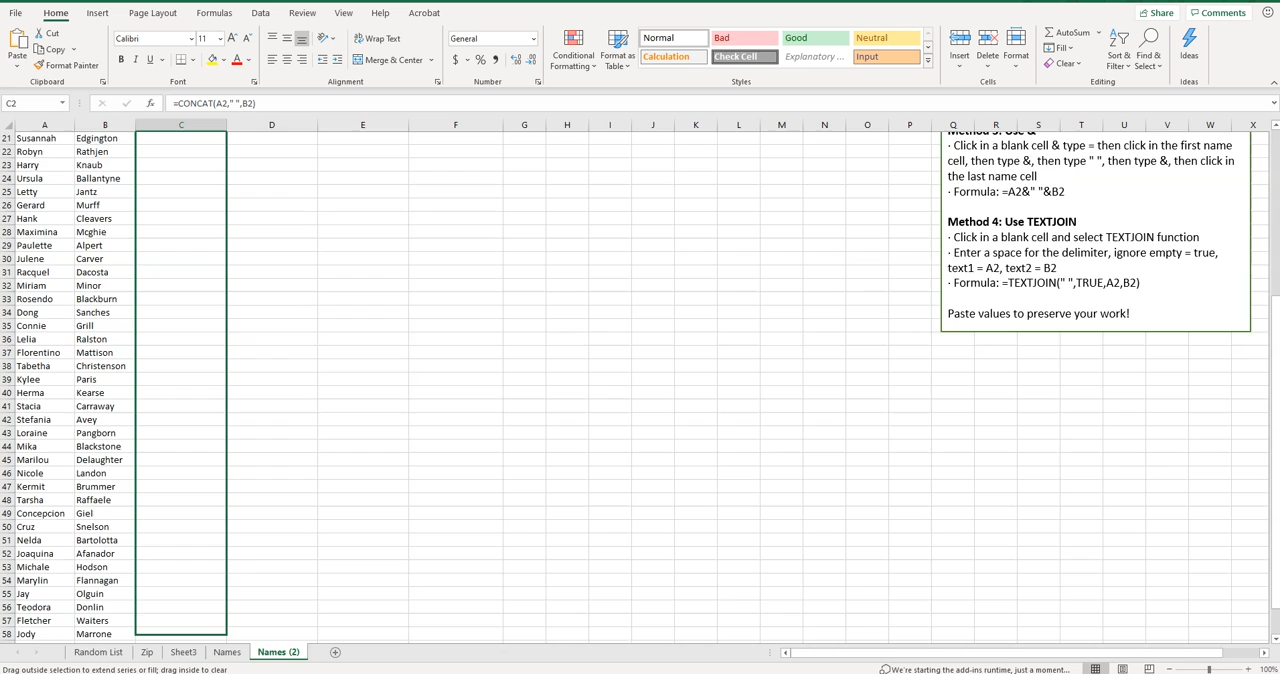 File Home Insert Page Layout Formulas Data Review View Help Acrobat Share Comments
Cut Calibri 11 A A Wrap Text General Normal Bad Good Neutral AutoSum
Copy Fill
Paste Format Painter B I U A Merge & Center $ % Conditional Format as Calculation Check Cell Explanatory ... Input Insert Delete Format Clear Sort & Find & Ideas
Formatting Table Filter Select
Clipboard Font Alignment Number Styles Cells Editing Ideas
C2 fx =CONCAT(A2," ",B2)
A B C D E F G H I J K L M N O P Q R S T U V W X
21 Susannah Edgington
22 Robyn Rathjen
23 Harry Knaub
24 Ursula Ballantyne
25 Letty Jantz
26 Gerard Murff
27 Hank Cleavers
28 Maximina Mcghie
29 Paulette Alpert
30 Julene Carver
31 Racquel Dacosta
32 Miriam Minor
33 Rosendo Blackburn
34 Dong Sanches
35 Connie Grill
36 Lelia Ralston
37 Florentino Mattison
38 Tabetha Christenson
39 Kylee Paris
40 Herma Kearse
41 Stacia Carraway
42 Stefania Avey
43 Loraine Pangborn
44 Mika Blackstone
45 Marilou Delaughter
46 Nicole Landon
47 Kermit Brummer
48 Tarsha Raffaele
49 Concepcion Giel
50 Cruz Snelson
51 Nelda Bartolotta
52 Joaquina Afanador
53 Michale Hodson
54 Marylin Flannagan
55 Jay Olguin
56 Teodora Donlin
57 Fletcher Waiters
58 Jody Marrone
Method 3: Use &
· Click in a blank cell & type = then click in the first name
cell, then type &, then type " ", then type &, then click in
the last name cell
· Formula: =A2&" "&B2
Method 4: Use TEXTJOIN
· Click in a blank cell and select TEXTJOIN function
· Enter a space for the delimiter, ignore empty = true,
text1 = A2, text2 = B2
· Formula: =TEXTJOIN(" ",TRUE,A2,B2)
Paste values to preserve your work!
Random List Zip Sheet3 Names Names (2)
Drag outside selection to extend series or fill; drag inside to clear We're starting the add-ins runtime, just a moment... 100%